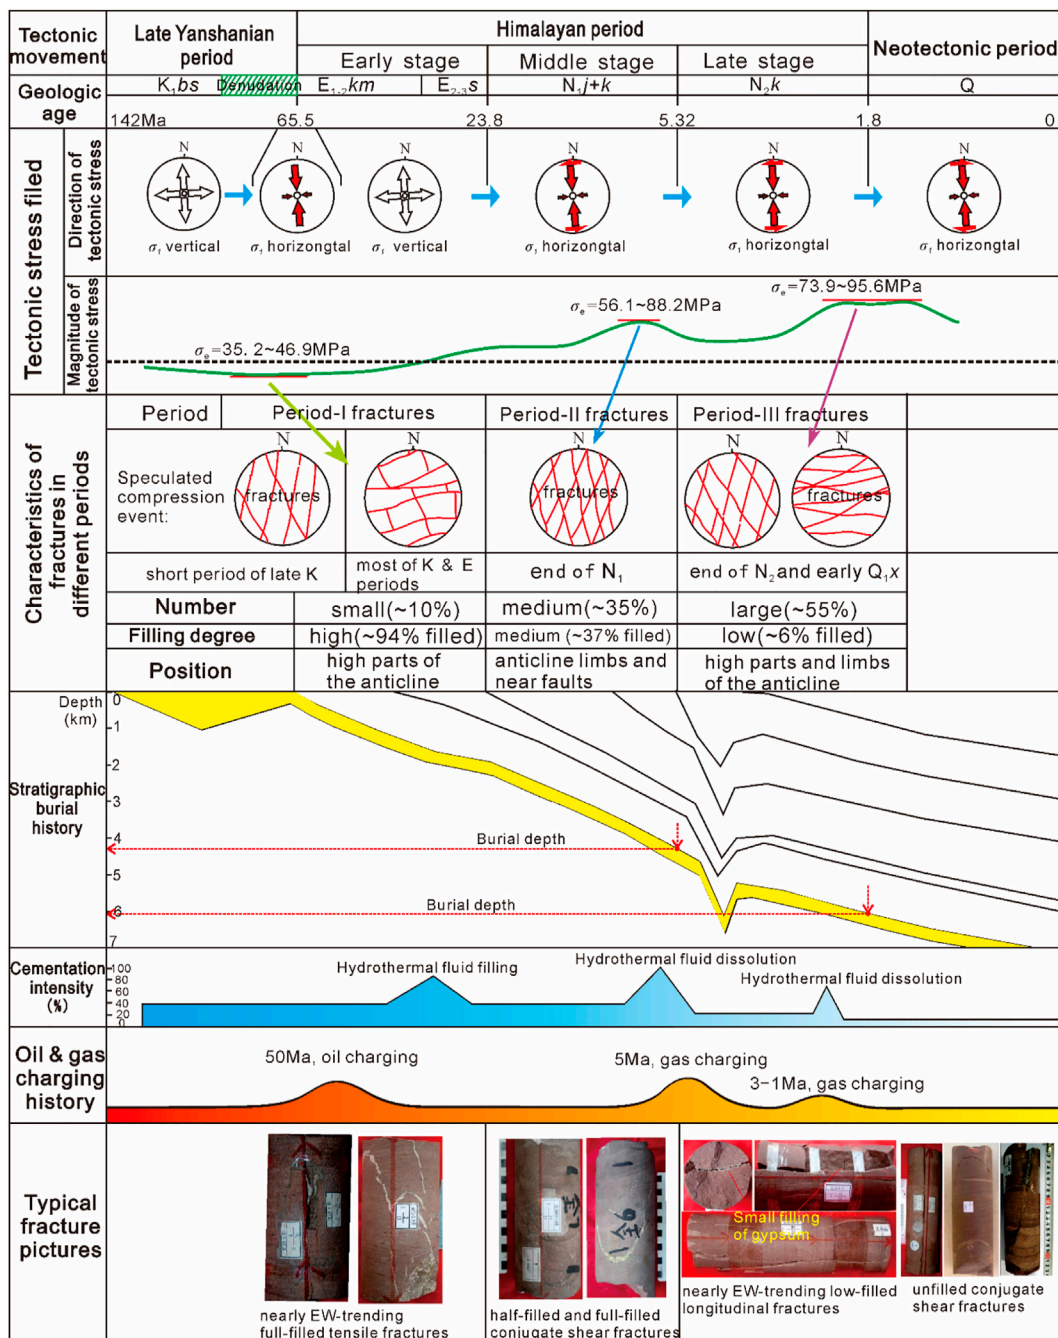 Tectonic movement
Late Yanshanian period
Himalayan period
Early stage
Middle stage
Late stage
Neotectonic period
Geologic age
K₁bs
Denudation
E₁₋₂km
E₂₋₃s
N₁j+k
N₂k
Q
142Ma
65.5
23.8
5.32
1.8
0
Tectonic stress filled
Direction of tectonic stress
N
N
N
N
N
N
σ₁ vertical
σ₁ horizongtal
σ₁ vertical
σ₁ horizongtal
σ₁ horizongtal
σ₁ horizongtal
Magnitude of tectonic stress
σₑ=35.2~46.9MPa
σₑ=56.1~88.2MPa
σₑ=73.9~95.6MPa
Characteristics of fractures in different periods
Period
Period-I fractures
Period-II fractures
Period-III fractures
Speculated compression event:
N
N
N
N
N
fractures
fractures
fractures
short period of late K
most of K & E periods
end of N₁
end of N₂ and early Q₁x
Number
small(~10%)
medium(~35%)
large(~55%)
Filling degree
high(~94% filled)
medium (~37% filled)
low(~6% filled)
Position
high parts of the anticline
anticline limbs and near faults
high parts and limbs of the anticline
Stratigraphic burial history
Depth (km)
0
1
2
3
4
5
6
7
Burial depth
Burial depth
Cementation intensity (%)
100
80
60
40
20
0
Hydrothermal fluid filling
Hydrothermal fluid dissolution
Hydrothermal fluid dissolution
Oil & gas charging history
50Ma, oil charging
5Ma, gas charging
3-1Ma, gas charging
Typical fracture pictures
Small filling of gypsum
nearly EW-trending
full-filled tensile fractures
half-filled and full-filled
conjugate shear fractures
nearly EW-trending low-filled
longitudinal fractures
unfilled conjugate
shear fractures